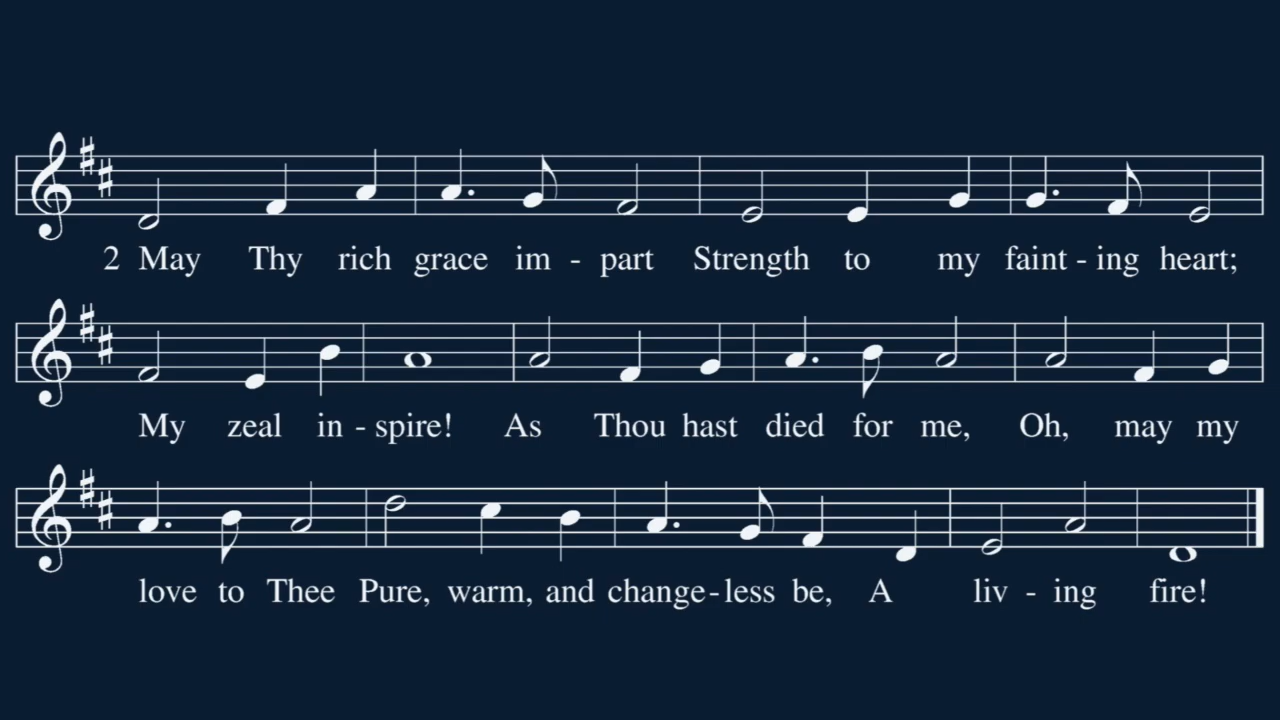 2 May Thy rich grace im - part Strength to my faint - ing heart;
My zeal in - spire! As Thou hast died for me, Oh, may my
love to Thee Pure, warm, and change - less be, A liv - ing fire!